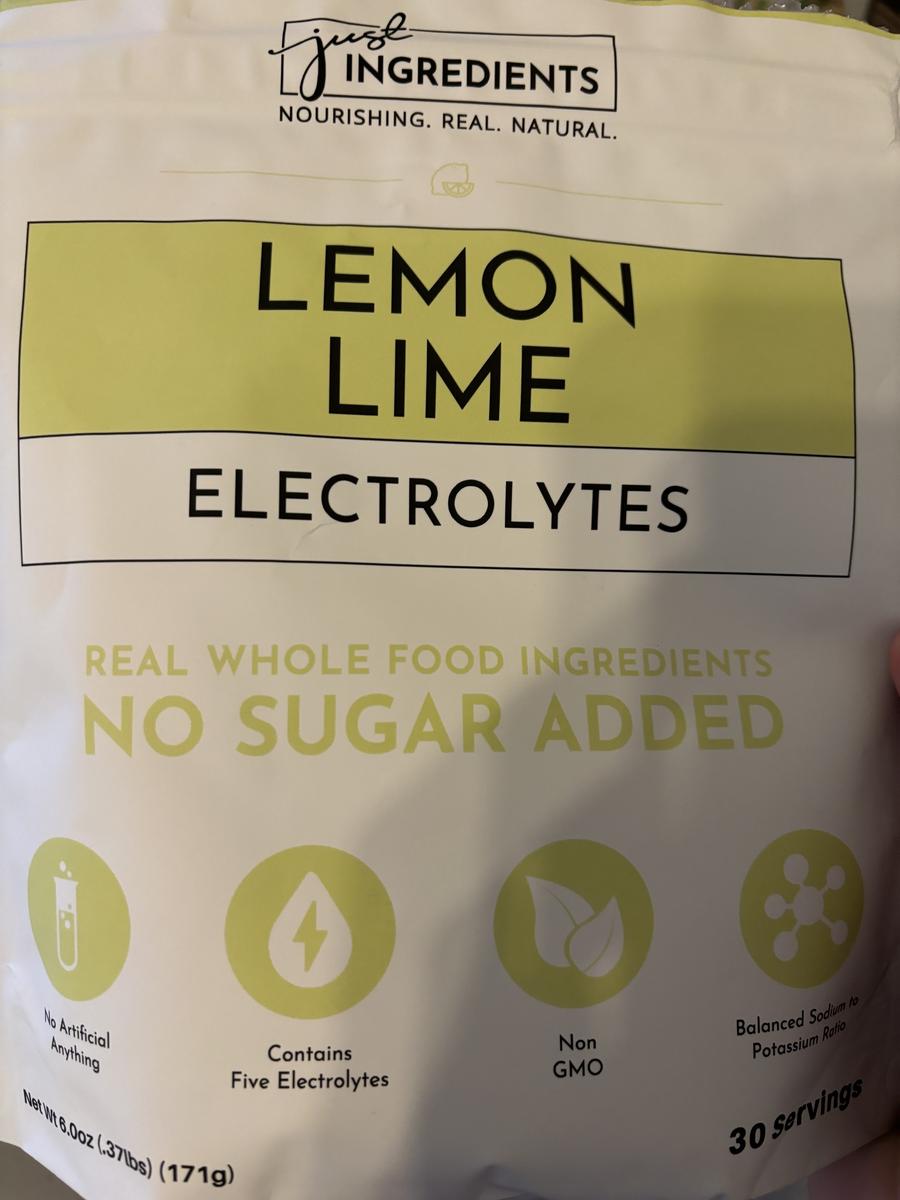 just
INGREDIENTS
NOURISHING. REAL. NATURAL.
LEMON
LIME
ELECTROLYTES
REAL WHOLE FOOD INGREDIENTS
NO SUGAR ADDED
No Artificial
Anything
Contains
Five Electrolytes
Non
GMO
Balanced Sodium to
Potassium Ratio
Net Wt 6.0oz (.37lbs) (171g)
30 servings